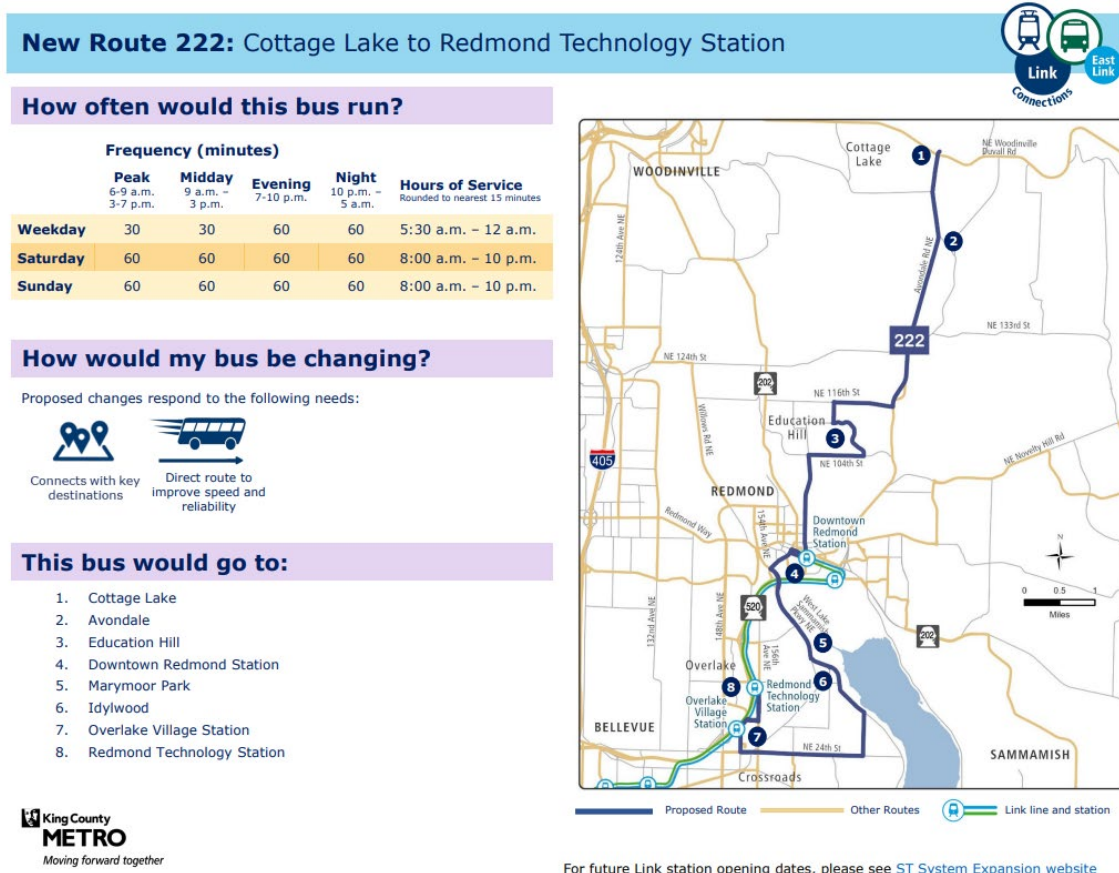 New Route 222: Cottage Lake to Redmond Technology Station
Link
East
Link
Connections
How often would this bus run?
Frequency (minutes)
Peak
6-9 a.m.
3-7 p.m.
Midday
9 a.m. –
3 p.m.
Evening
7-10 p.m.
Night
10 p.m. –
5 a.m.
Hours of Service
Rounded to nearest 15 minutes
Weekday 30 30 60 60 5:30 a.m. – 12 a.m.
Saturday 60 60 60 60 8:00 a.m. – 10 p.m.
Sunday 60 60 60 60 8:00 a.m. – 10 p.m.
How would my bus be changing?
Proposed changes respond to the following needs:
Connects with key
destinations
Direct route to
improve speed and
reliability
This bus would go to:
1. Cottage Lake
2. Avondale
3. Education Hill
4. Downtown Redmond Station
5. Marymoor Park
6. Idylwood
7. Overlake Village Station
8. Redmond Technology Station
King County
METRO
Moving forward together
Cottage
Lake
1
NE Woodinville
Duvall Rd
WOODINVILLE
124th Ave NE
2
Avondale Rd NE
222
NE 133rd St
NE 124th St
202
NE 116th St
Willows Rd NE
Education
Hill
3
405
NE 104th St
NE Novelty Hill Rd
REDMOND
Redmond Way
154th Ave NE
Downtown
Redmond
Station
4
N
0 0.5 1
Miles
520
West Lake
Sammamish
Pkwy NE
132nd Ave NE
148th Ave NE
156th
Ave NE
5
202
Overlake
6
8
Redmond
Technology
Station
Overlake
Village
Station
BELLEVUE
7
NE 24th St
SAMMAMISH
Crossroads
Proposed Route
Other Routes
Link line and station
For future Link station opening dates, please see ST System Expansion website